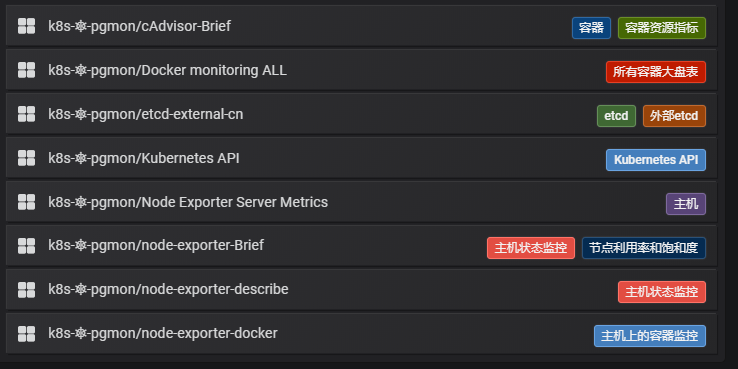 k8s-⎈-pgmon/cAdvisor-Brief 容器 容器资源指标
k8s-⎈-pgmon/Docker monitoring ALL 所有容器大盘表
k8s-⎈-pgmon/etcd-external-cn etcd 外部etcd
k8s-⎈-pgmon/Kubernetes API Kubernetes API
k8s-⎈-pgmon/Node Exporter Server Metrics 主机
k8s-⎈-pgmon/node-exporter-Brief 主机状态监控 节点利用率和饱和度
k8s-⎈-pgmon/node-exporter-describe 主机状态监控
k8s-⎈-pgmon/node-exporter-docker 主机上的容器监控